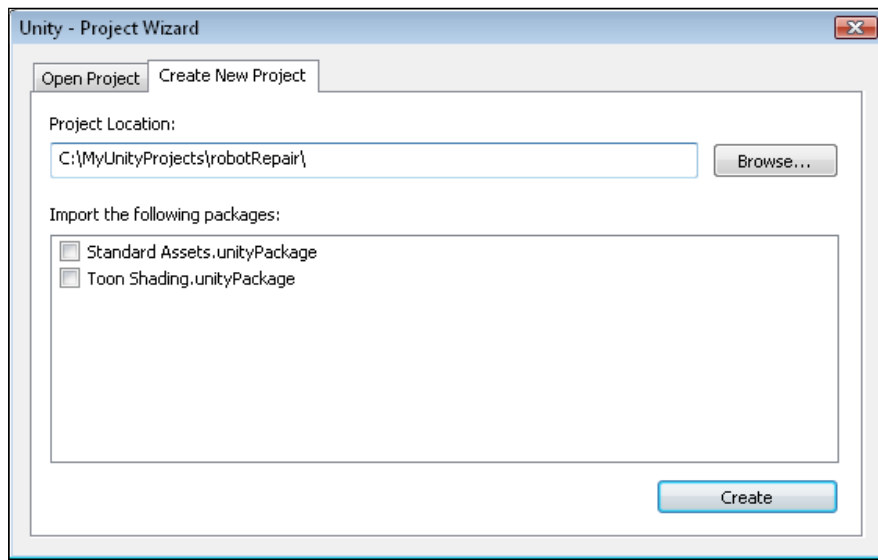 Unity - Project Wizard
Open Project
Create New Project
Project Location:
C:\MyUnityProjects\robotRepair\
Browse...
Import the following packages:
Standard Assets.unityPackage
Toon Shading.unityPackage
Create